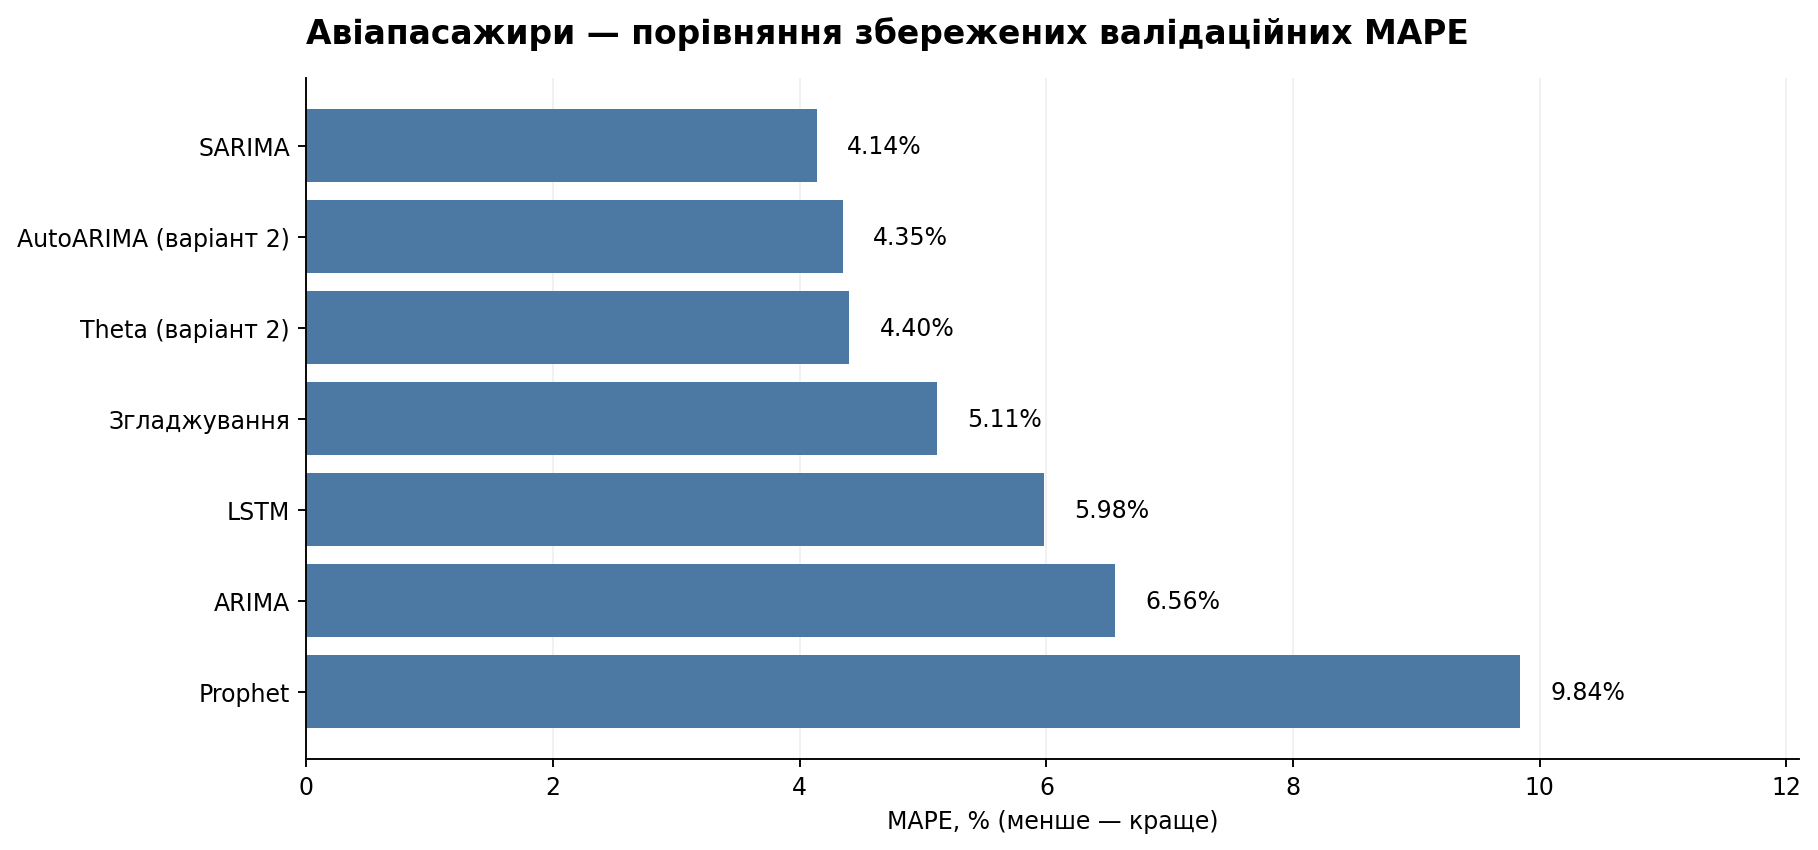 Авіапасажири — порівняння збережених валідаційних MAPE
SARIMA
4.14%
AutoARIMA (варіант 2)
4.35%
Theta (варіант 2)
4.40%
Згладжування
5.11%
LSTM
5.98%
ARIMA
6.56%
Prophet
9.84%
0 2 4 6 8 10 12
MAPE, % (менше — краще)